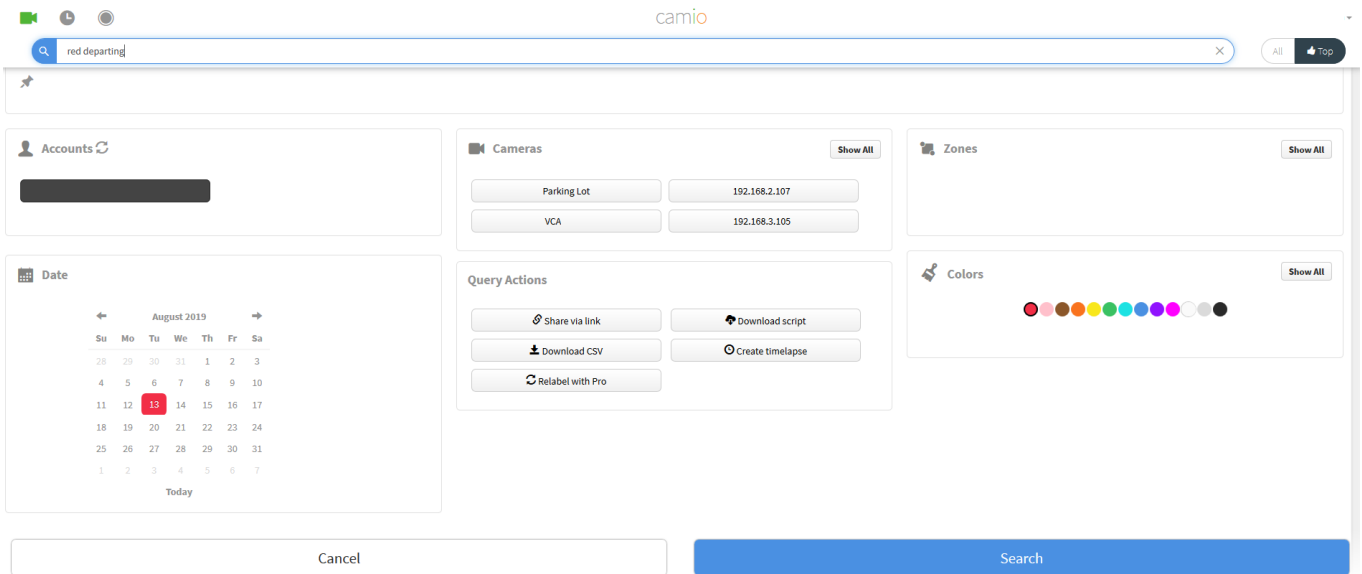 camio
red departing
All
Top
Accounts
Cameras
Show All
Parking Lot
192.168.2.107
VCA
192.168.3.105
Zones
Show All
Date
August 2019
Su Mo Tu We Th Fr Sa
28 29 30 31 1 2 3
4 5 6 7 8 9 10
11 12 13 14 15 16 17
18 19 20 21 22 23 24
25 26 27 28 29 30 31
1 2 3 4 5 6 7
Today
Query Actions
Share via link
Download script
Download CSV
Create timelapse
Relabel with Pro
Colors
Show All
Cancel
Search